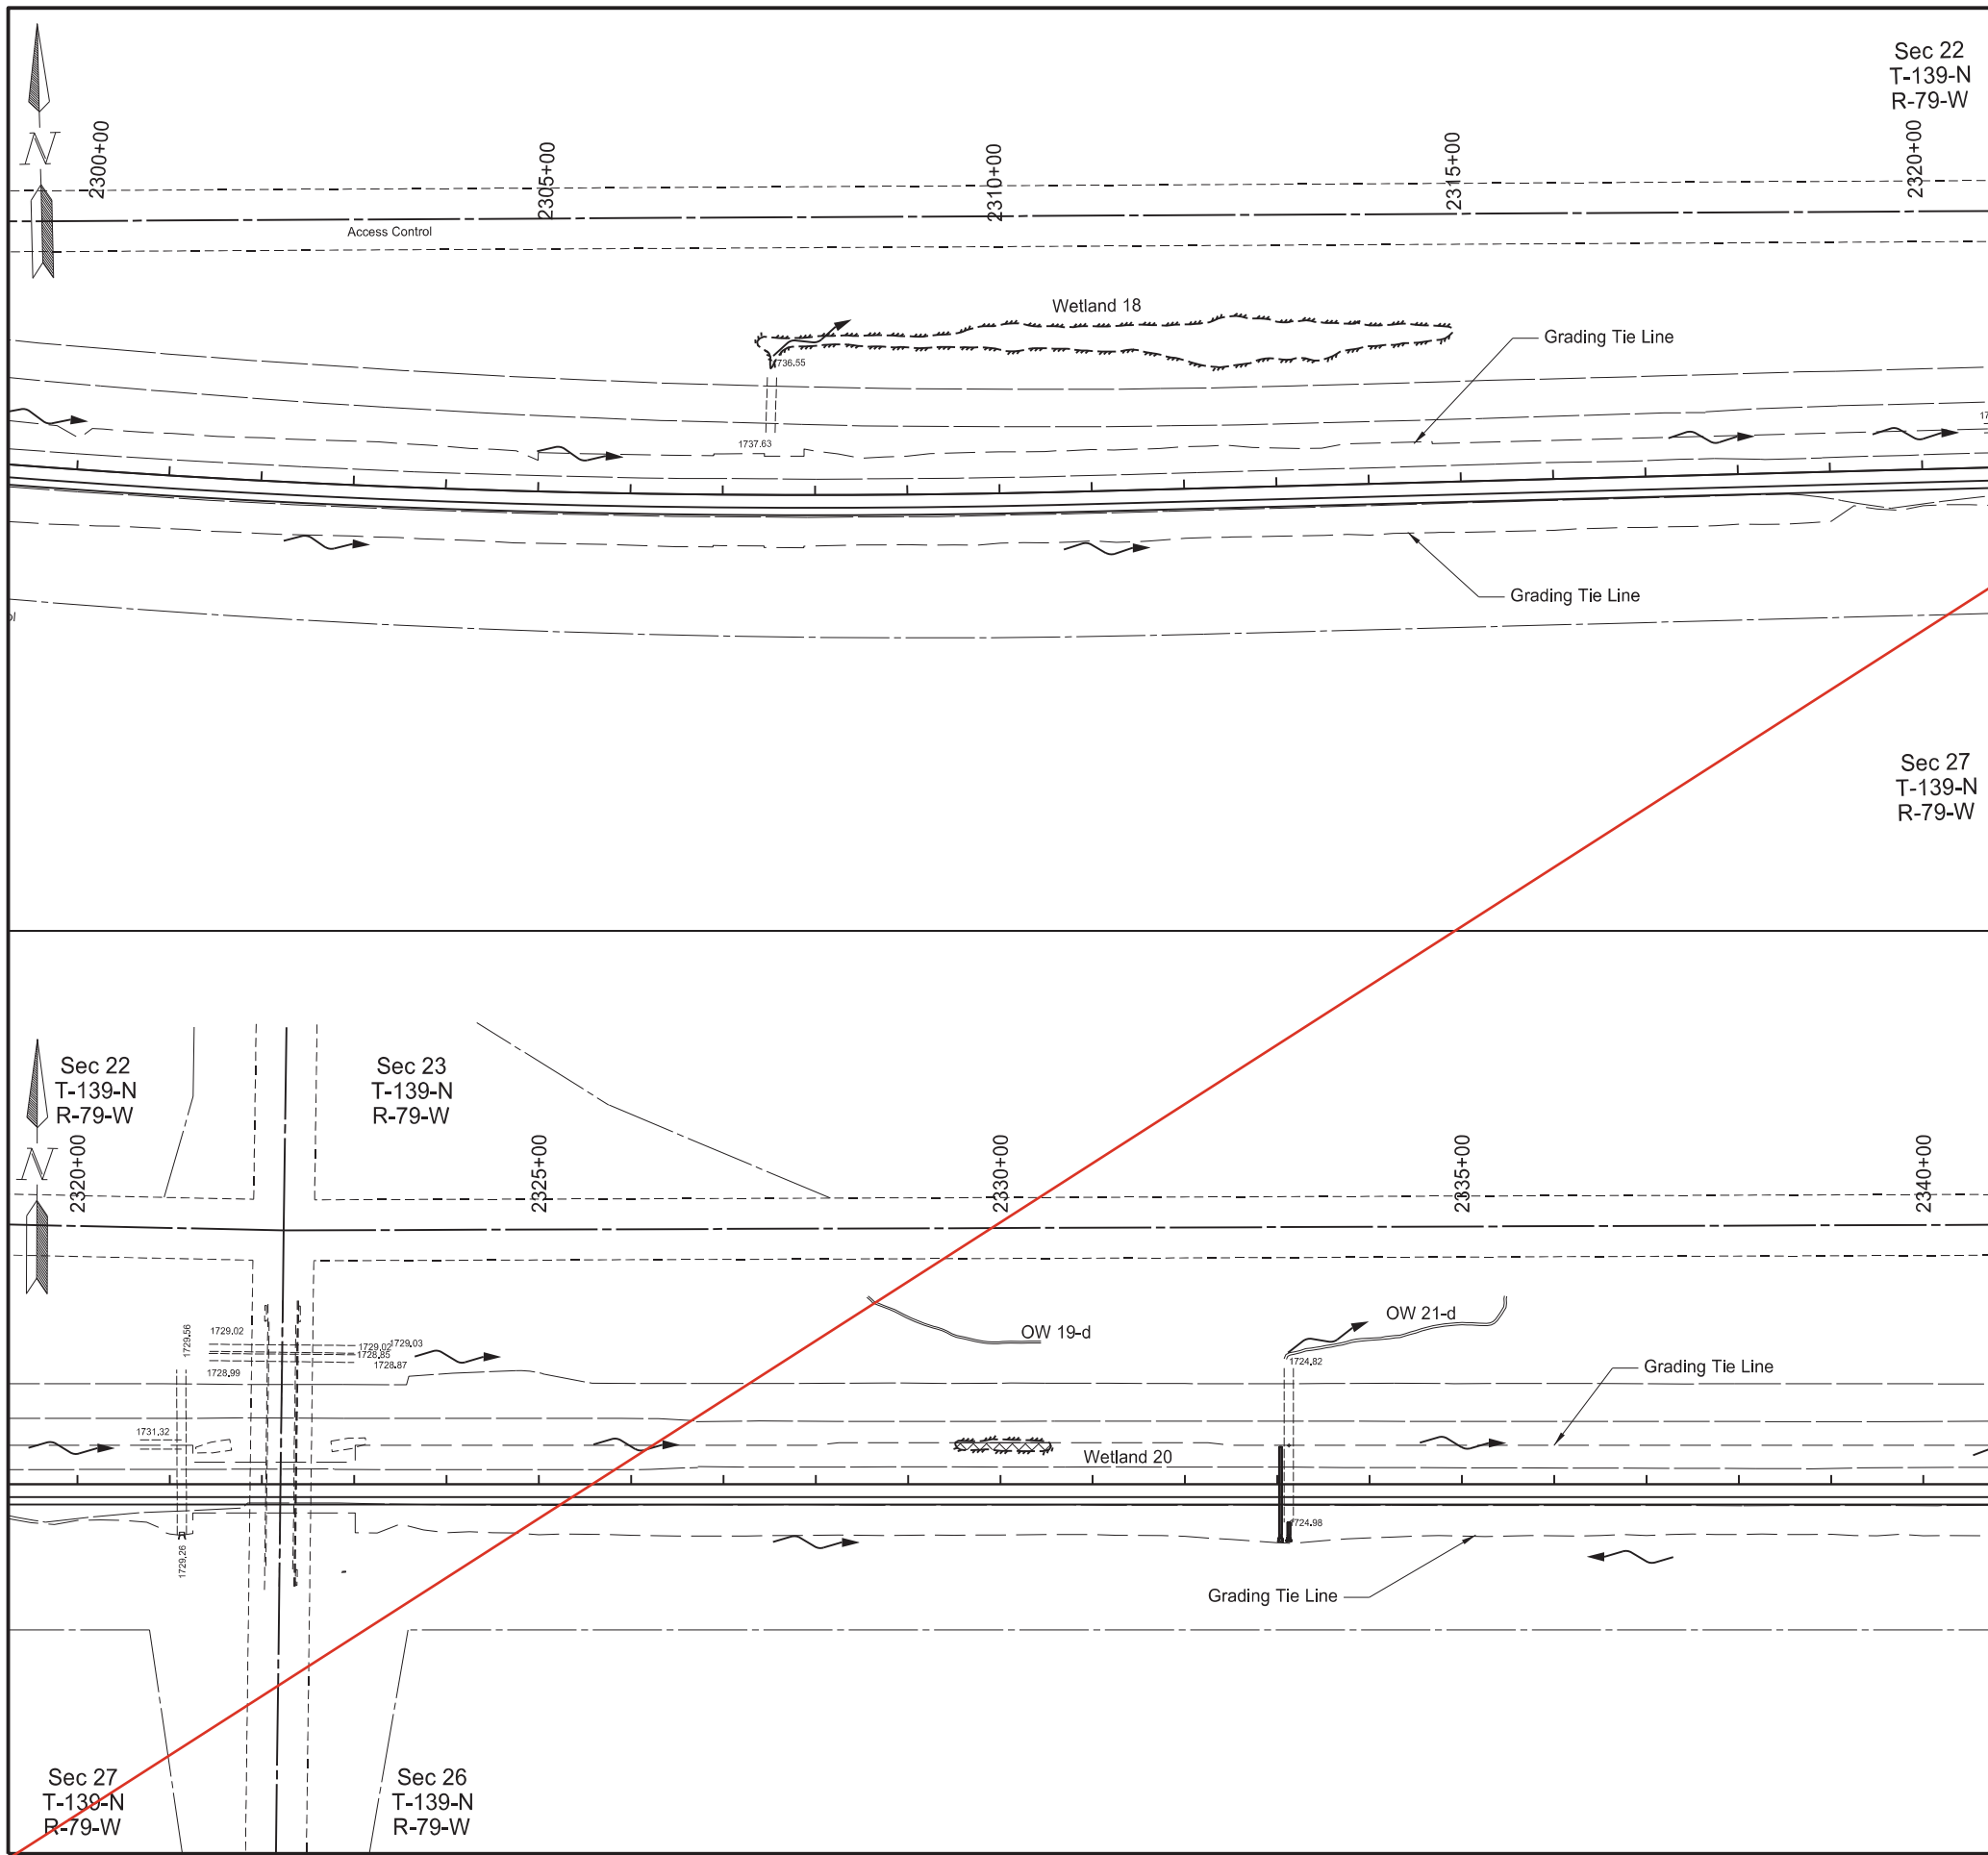 Sec 22
T-139-N
R-79-W
N
2300+00
2305+00
2310+00
2315+00
2320+00
Access Control
Wetland 18
1736.55
Grading Tie Line
1737.63
Grading Tie Line
Sec 27
T-139-N
R-79-W
Sec 22
T-139-N
R-79-W
Sec 23
T-139-N
R-79-W
N
2320+00
2325+00
2330+00
2335+00
2340+00
OW 19-d
OW 21-d
1729.56
1729.02
1729.02
1729.03
1728.85
1728.87
1728.99
1724.82
Grading Tie Line
1731.32
Wetland 20
1724.98
R
1729.26
Grading Tie Line
Sec 27
T-139-N
R-79-W
Sec 26
T-139-N
R-79-W